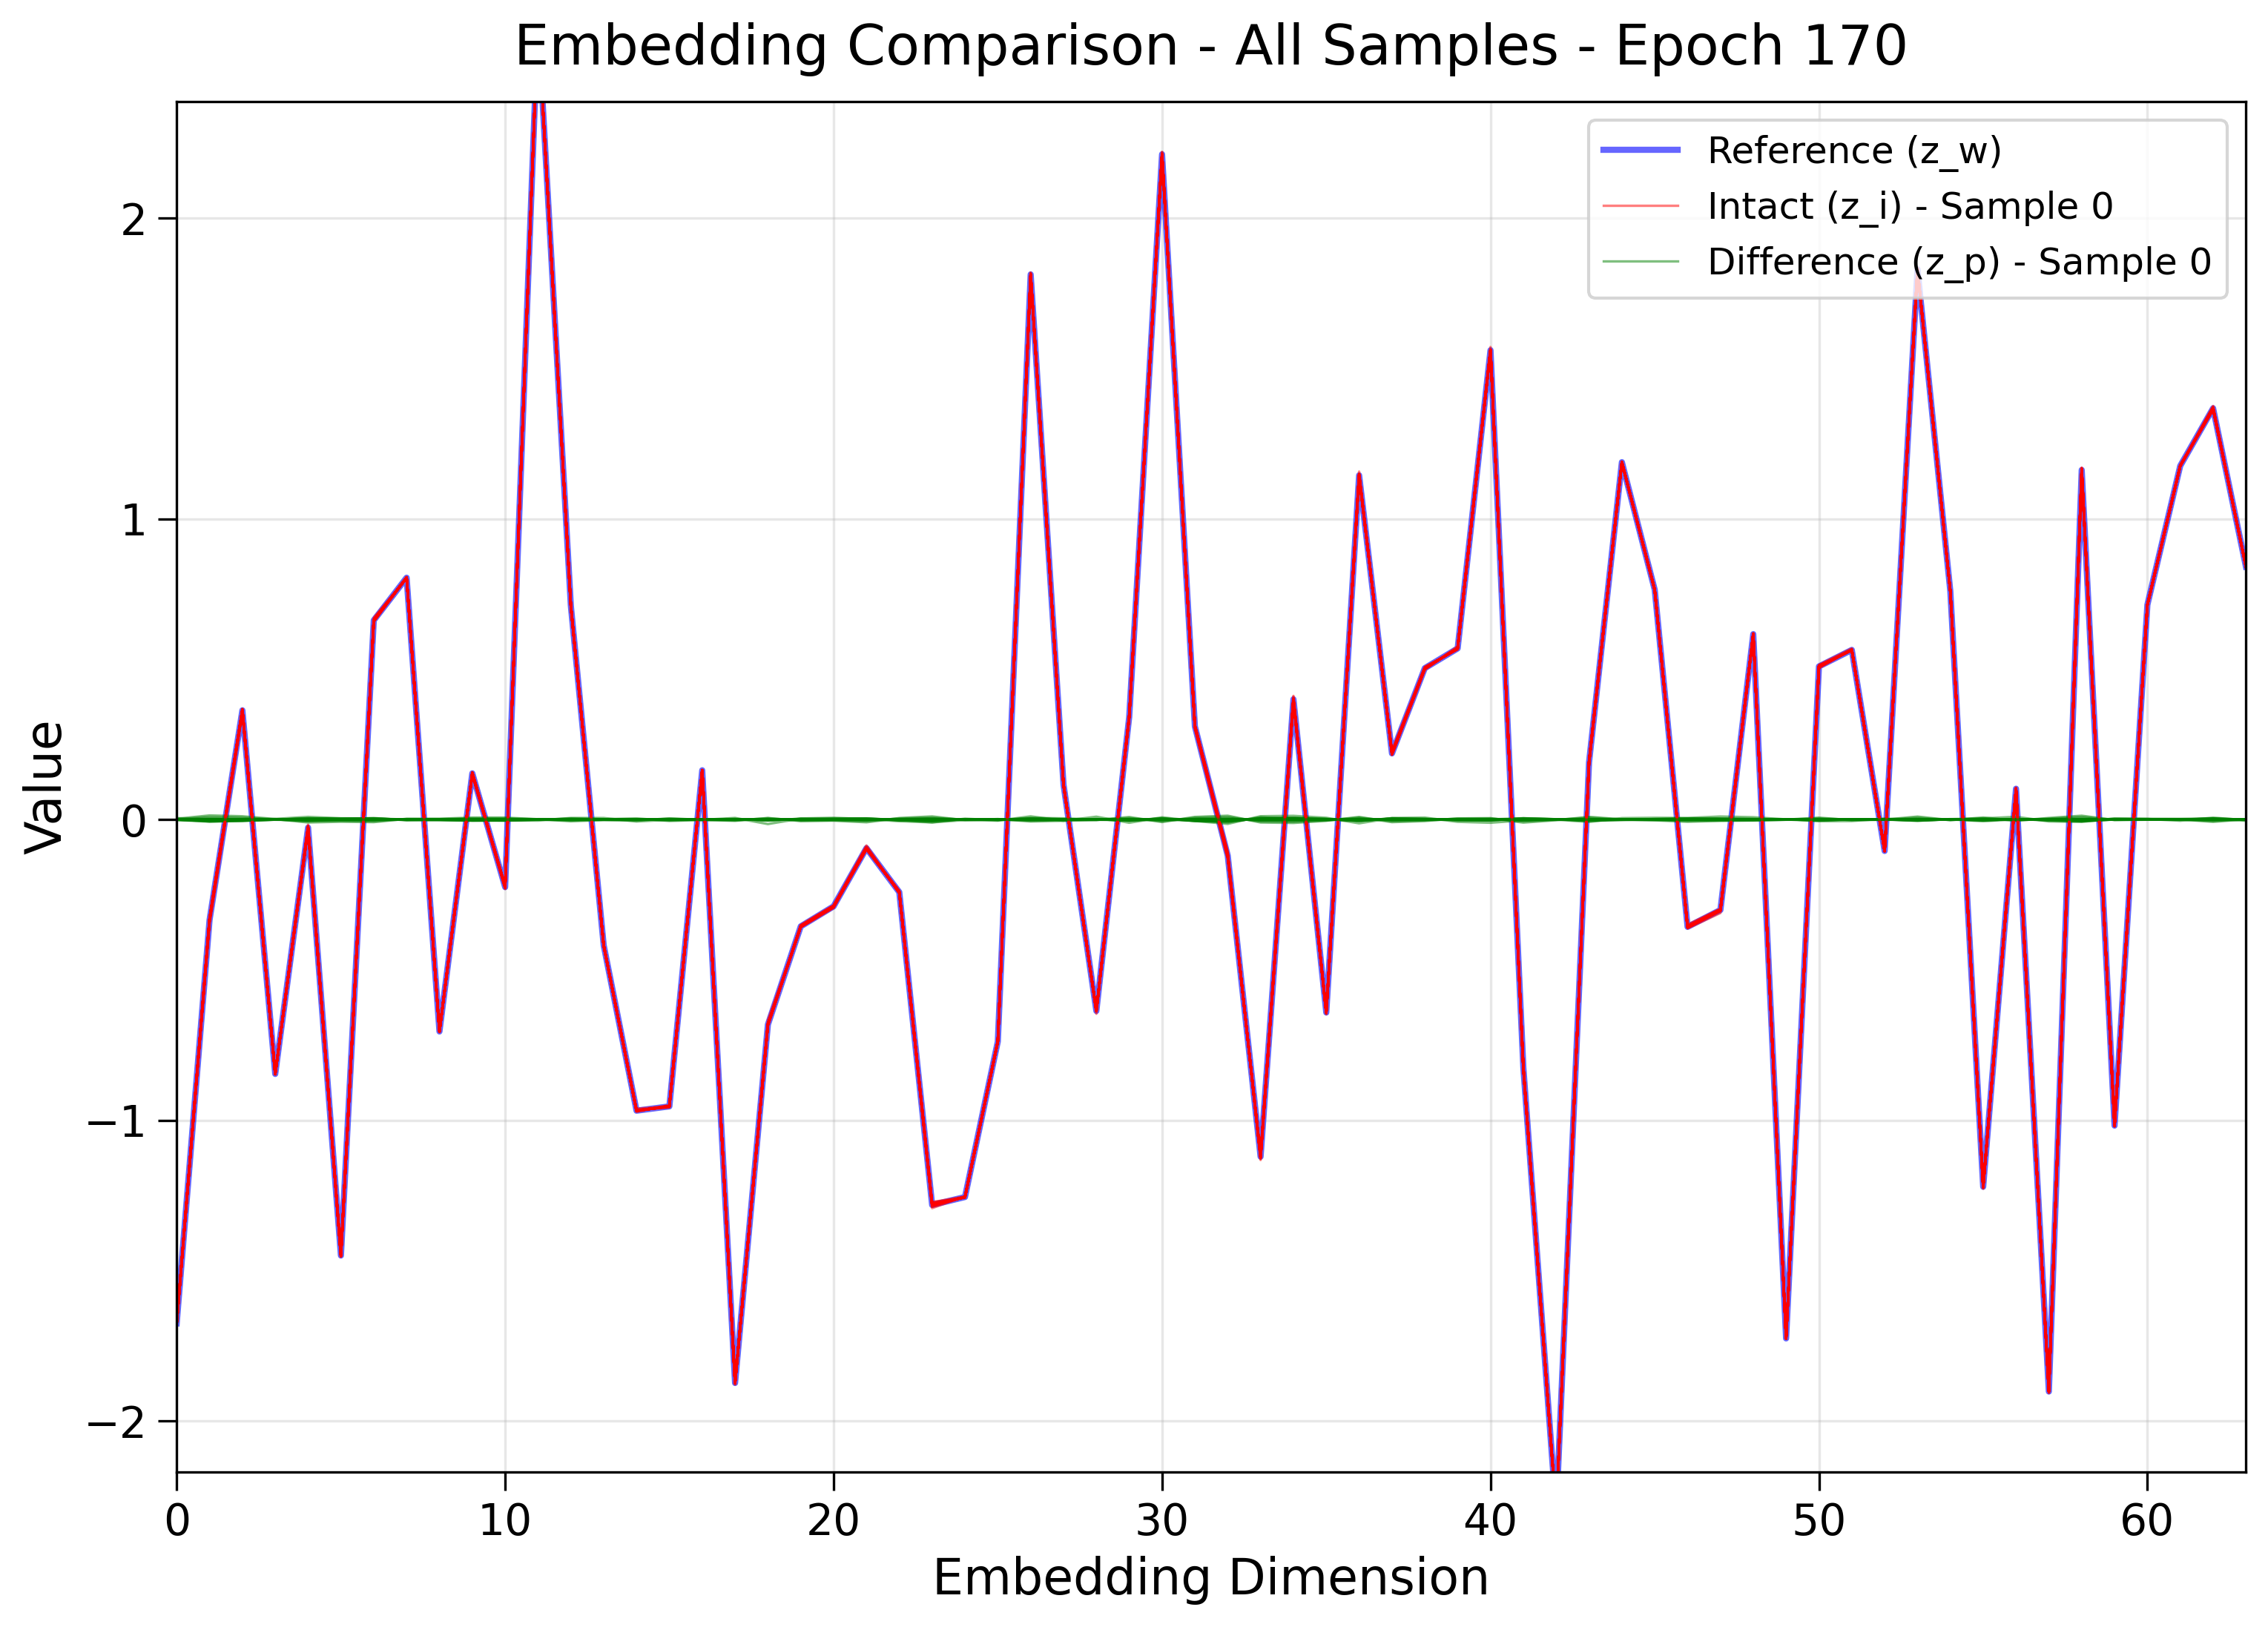 Embedding Comparison - All Samples - Epoch 170
Reference (z_w)
Intact (z_i) - Sample 0
Difference (z_p) - Sample 0
Value
2
1
0
−1
−2
0 10 20 30 40 50 60
Embedding Dimension